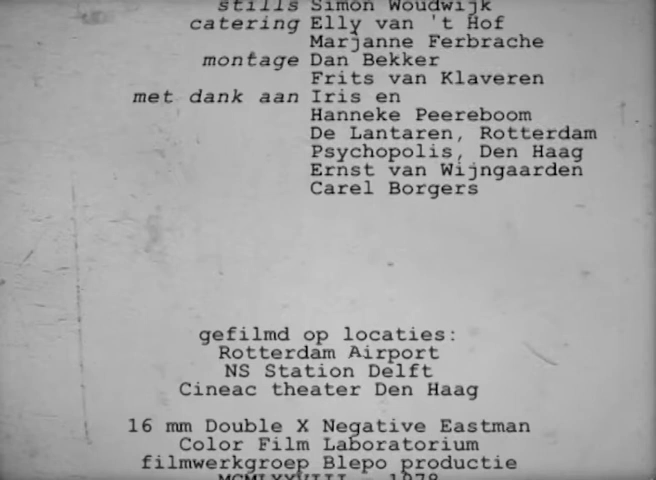 stills Simon Woudwijk
catering Elly van 't Hof
Marjanne Ferbrache
montage Dan Bekker
Frits van Klaveren
met dank aan Iris en
Hanneke Peereboom
De Lantaren, Rotterdam
Psychopolis, Den Haag
Ernst van Wijngaarden
Carel Borgers
gefilmd op locaties:
Rotterdam Airport
NS Station Delft
Cineac theater Den Haag
16 mm Double X Negative Eastman
Color Film Laboratorium
filmwerkgroep Blepo productie
1978